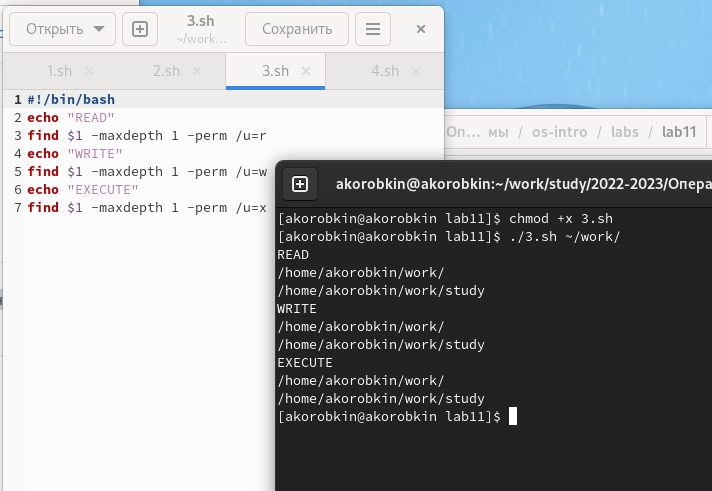 Открыть
3.sh
~/work…
Сохранить
1.sh
2.sh
3.sh
4.sh
1 #!/bin/bash
2 echo "READ"
3 find $1 -maxdepth 1 -perm /u=r
4 echo "WRITE"
5 find $1 -maxdepth 1 -perm /u=w
6 echo "EXECUTE"
7 find $1 -maxdepth 1 -perm /u=x
Оп… мы / os-intro / labs / lab11
akorobkin@akorobkin:~/work/study/2022-2023/Опера
[akorobkin@akorobkin lab11]$ chmod +x 3.sh
[akorobkin@akorobkin lab11]$ ./3.sh ~/work/
READ
/home/akorobkin/work/
/home/akorobkin/work/study
WRITE
/home/akorobkin/work/
/home/akorobkin/work/study
EXECUTE
/home/akorobkin/work/
/home/akorobkin/work/study
[akorobkin@akorobkin lab11]$